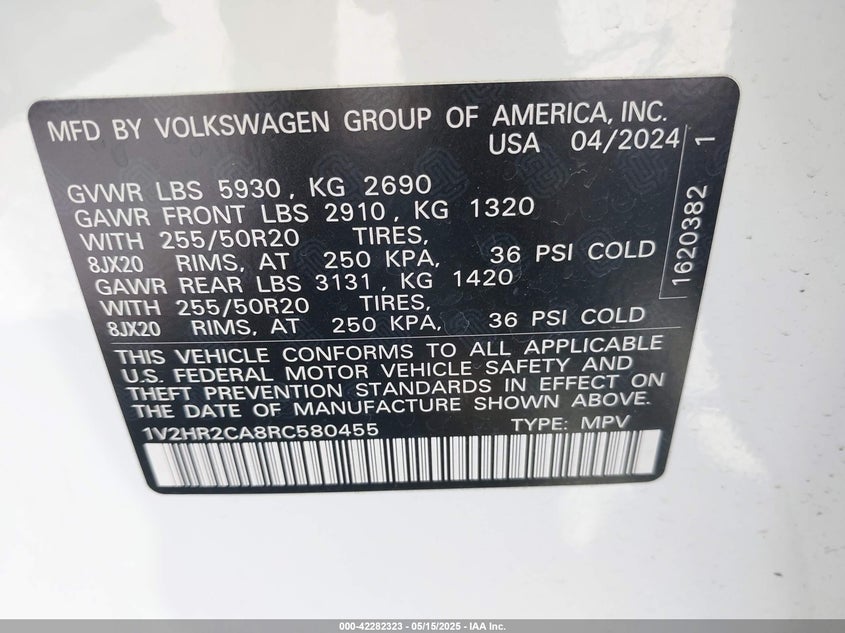 MFD BY VOLKSWAGEN GROUP OF AMERICA, INC.
USA 04/2024
GVWR LBS 5930, KG 2690
GAWR FRONT LBS 2910, KG 1320
WITH 255/50R20 TIRES,
8JX20 RIMS, AT 250 KPA, 36 PSI COLD
GAWR REAR LBS 3131, KG 1420
WITH 255/50R20 TIRES,
8JX20 RIMS, AT 250 KPA, 36 PSI COLD
1620382 1
THIS VEHICLE CONFORMS TO ALL APPLICABLE
U.S. FEDERAL MOTOR VEHICLE SAFETY AND
THEFT PREVENTION STANDARDS IN EFFECT ON
THE DATE OF MANUFACTURE SHOWN ABOVE.
1V2HR2CA8RC580455 TYPE: MPV
000-42282323 - 05/15/2025 - IAA Inc.